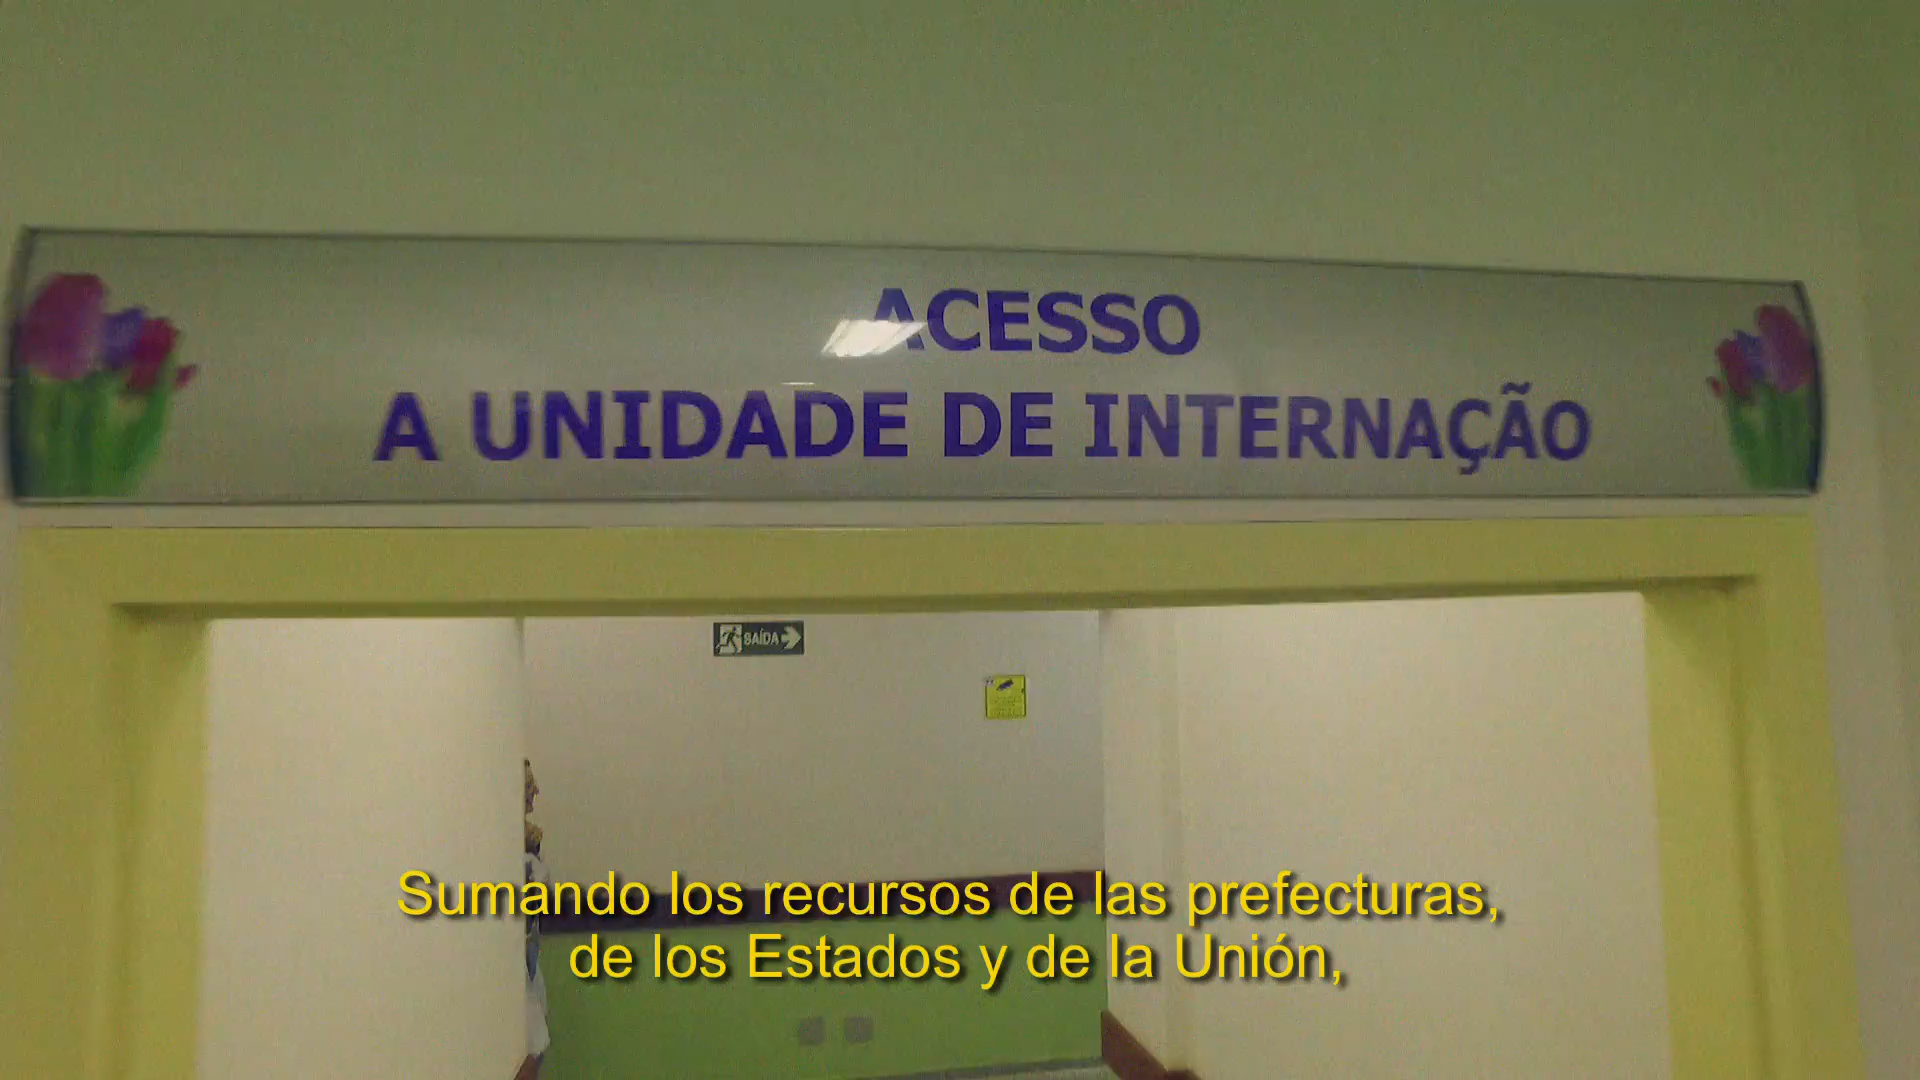 ACESSO
A UNIDADE DE INTERNAÇÃO
SAÍDA
Sumando los recursos de las prefecturas,
de los Estados y de la Unión,